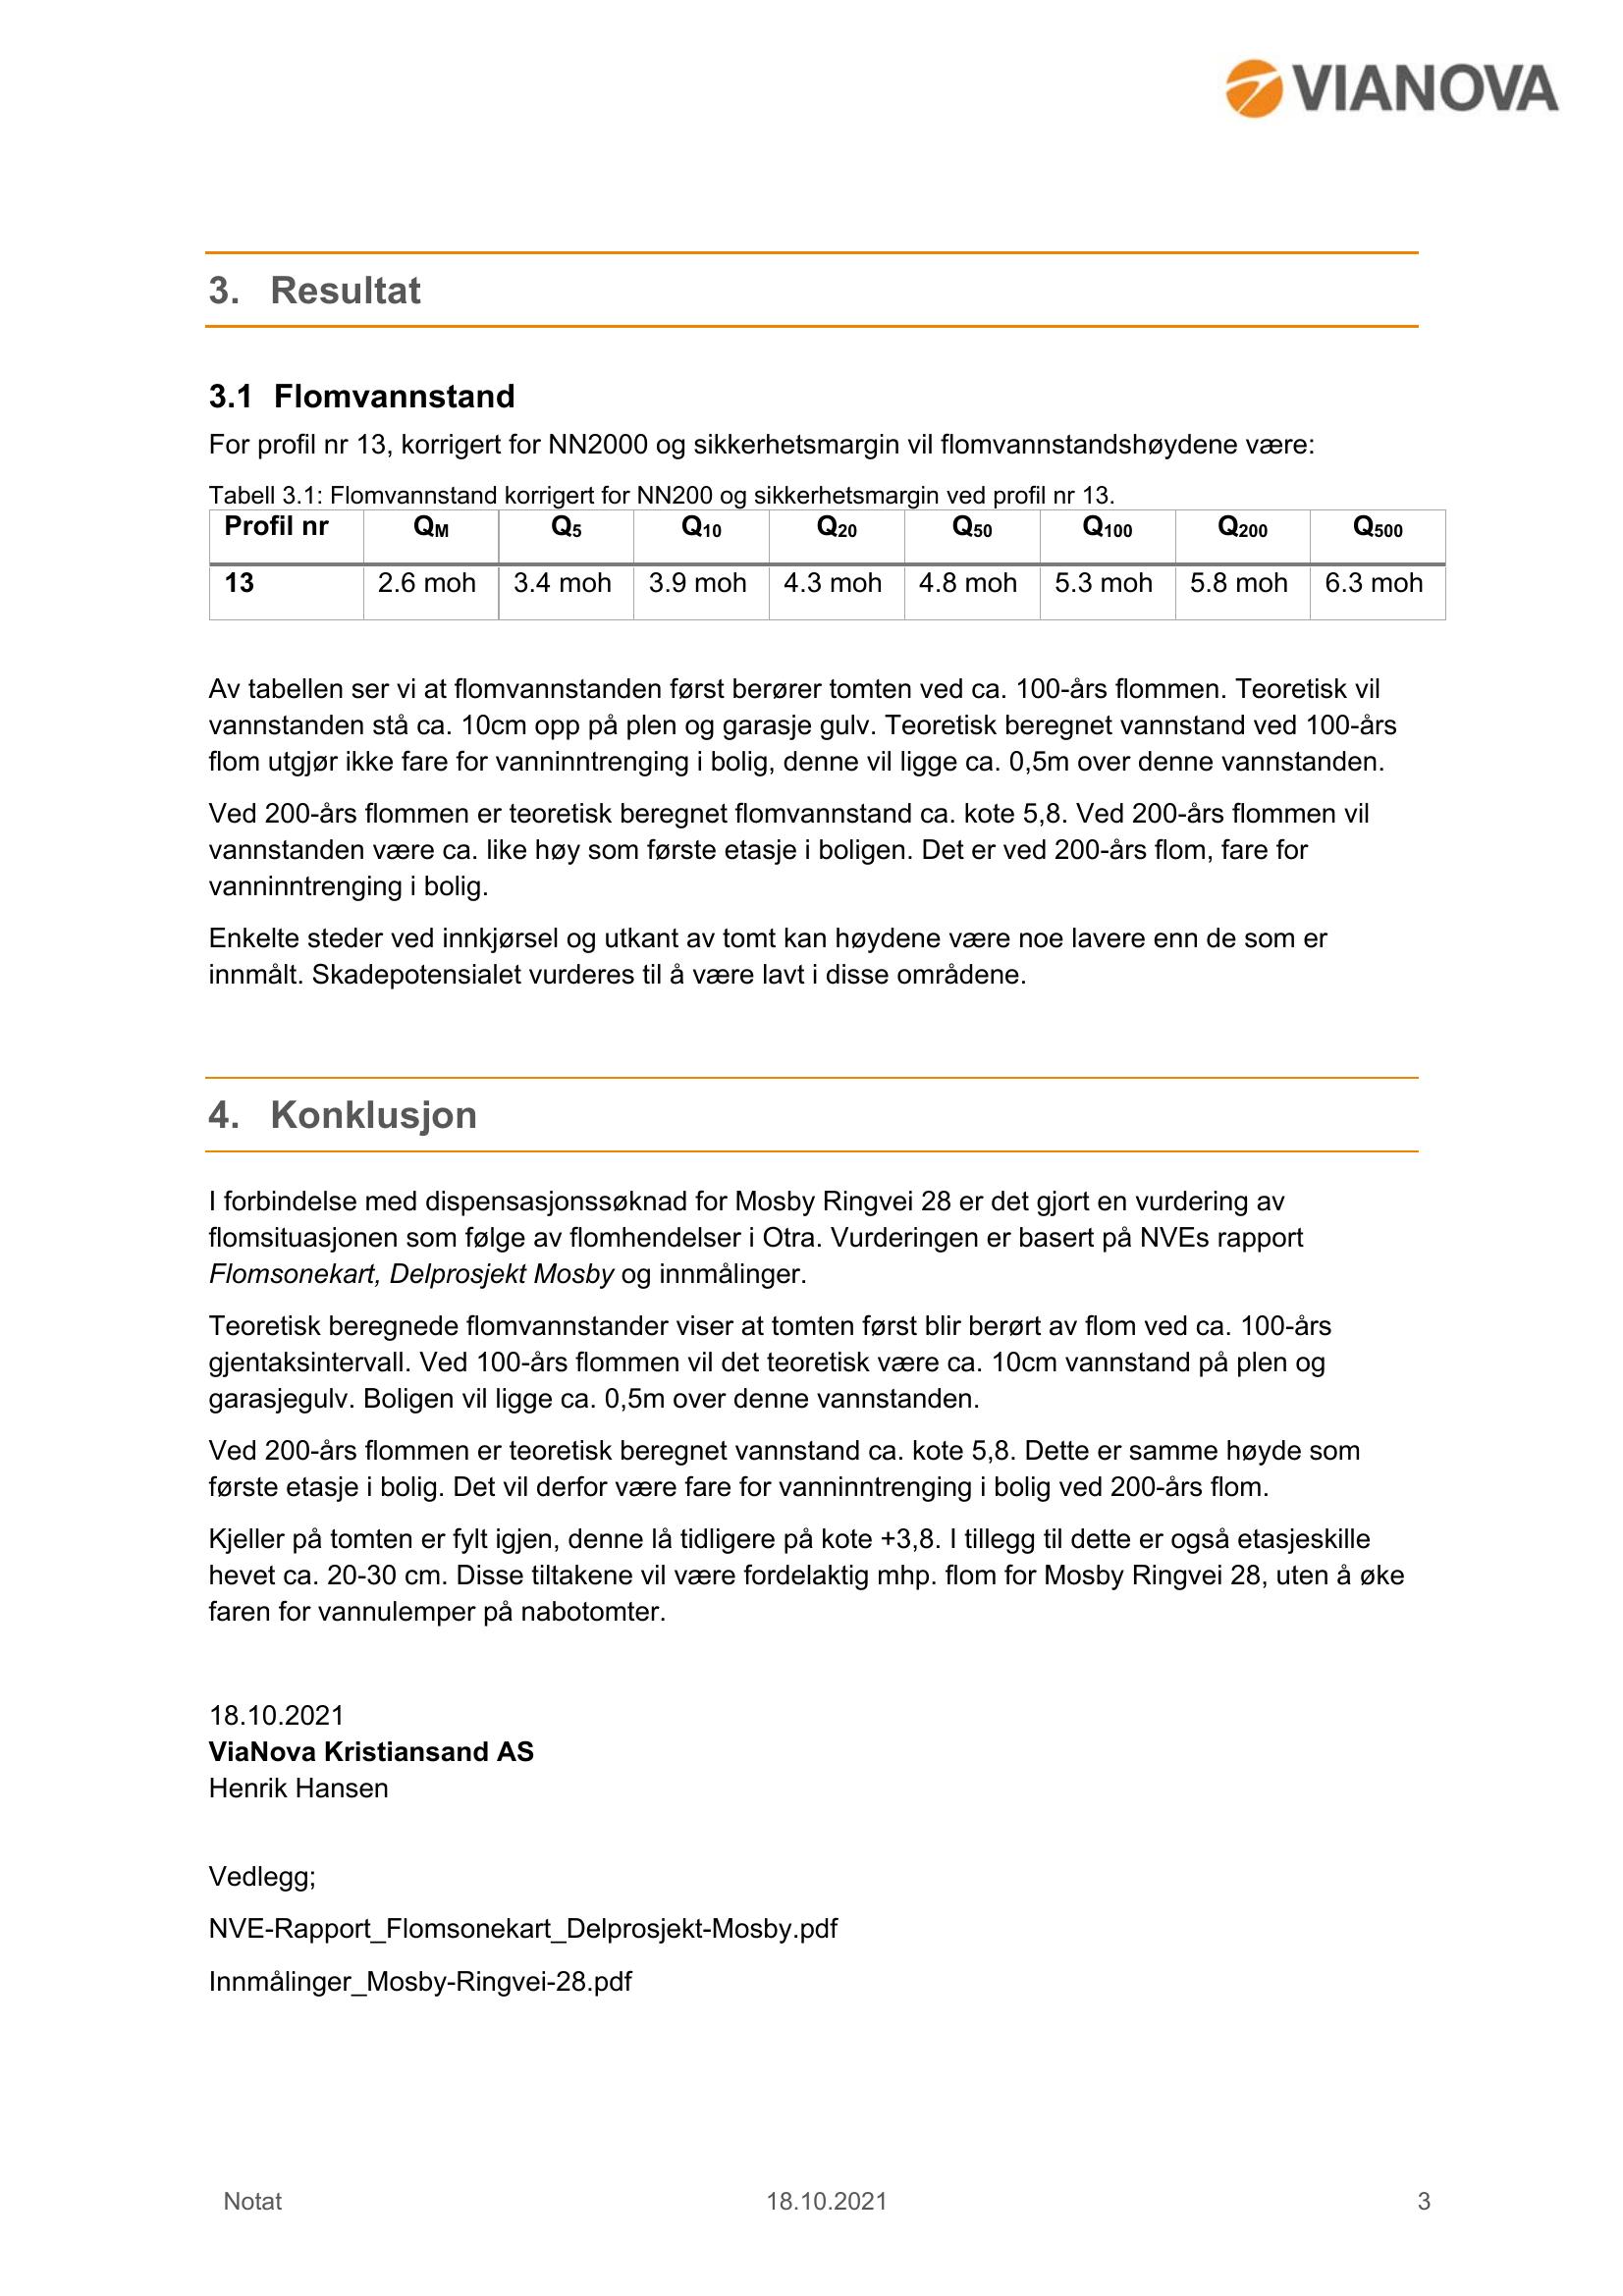 VIANOVA
3. Resultat
3.1 Flomvannstand
For profil nr 13, korrigert for NN2000 og sikkerhetsmargin vil flomvannstandshøydene være:
Tabell 3.1: Flomvannstand korrigert for NN200 og sikkerhetsmargin ved profil nr 13.
Profil nr QM Q5 Q10 Q20 Q50 Q100 Q200 Q500
13 2.6 moh 3.4 moh 3.9 moh 4.3 moh 4.8 moh 5.3 moh 5.8 moh 6.3 moh
Av tabellen ser vi at flomvannstanden først berører tomten ved ca. 100-års flommen. Teoretisk vil
vannstanden stå ca. 10cm opp på plen og garasje gulv. Teoretisk beregnet vannstand ved 100-års
flom utgjør ikke fare for vanninntrenging i bolig, denne vil ligge ca. 0,5m over denne vannstanden.
Ved 200-års flommen er teoretisk beregnet flomvannstand ca. kote 5,8. Ved 200-års flommen vil
vannstanden være ca. like høy som første etasje i boligen. Det er ved 200-års flom, fare for
vanninntrenging i bolig.
Enkelte steder ved innkjørsel og utkant av tomt kan høydene være noe lavere enn de som er
innmålt. Skadepotensialet vurderes til å være lavt i disse områdene.
4. Konklusjon
I forbindelse med dispensasjonssøknad for Mosby Ringvei 28 er det gjort en vurdering av
flomsituasjonen som følge av flomhendelser i Otra. Vurderingen er basert på NVEs rapport
Flomsonekart, Delprosjekt Mosby og innmålinger.
Teoretisk beregnede flomvannstander viser at tomten først blir berørt av flom ved ca. 100-års
gjentaksintervall. Ved 100-års flommen vil det teoretisk være ca. 10cm vannstand på plen og
garasjegulv. Boligen vil ligge ca. 0,5m over denne vannstanden.
Ved 200-års flommen er teoretisk beregnet vannstand ca. kote 5,8. Dette er samme høyde som
første etasje i bolig. Det vil derfor være fare for vanninntrenging i bolig ved 200-års flom.
Kjeller på tomten er fylt igjen, denne lå tidligere på kote +3,8. I tillegg til dette er også etasjeskille
hevet ca. 20-30 cm. Disse tiltakene vil være fordelaktig mhp. flom for Mosby Ringvei 28, uten å øke
faren for vannulemper på nabotomter.
18.10.2021
ViaNova Kristiansand AS
Henrik Hansen
Vedlegg;
NVE-Rapport_Flomsonekart_Delprosjekt-Mosby.pdf
Innmålinger_Mosby-Ringvei-28.pdf
Notat 18.10.2021 3